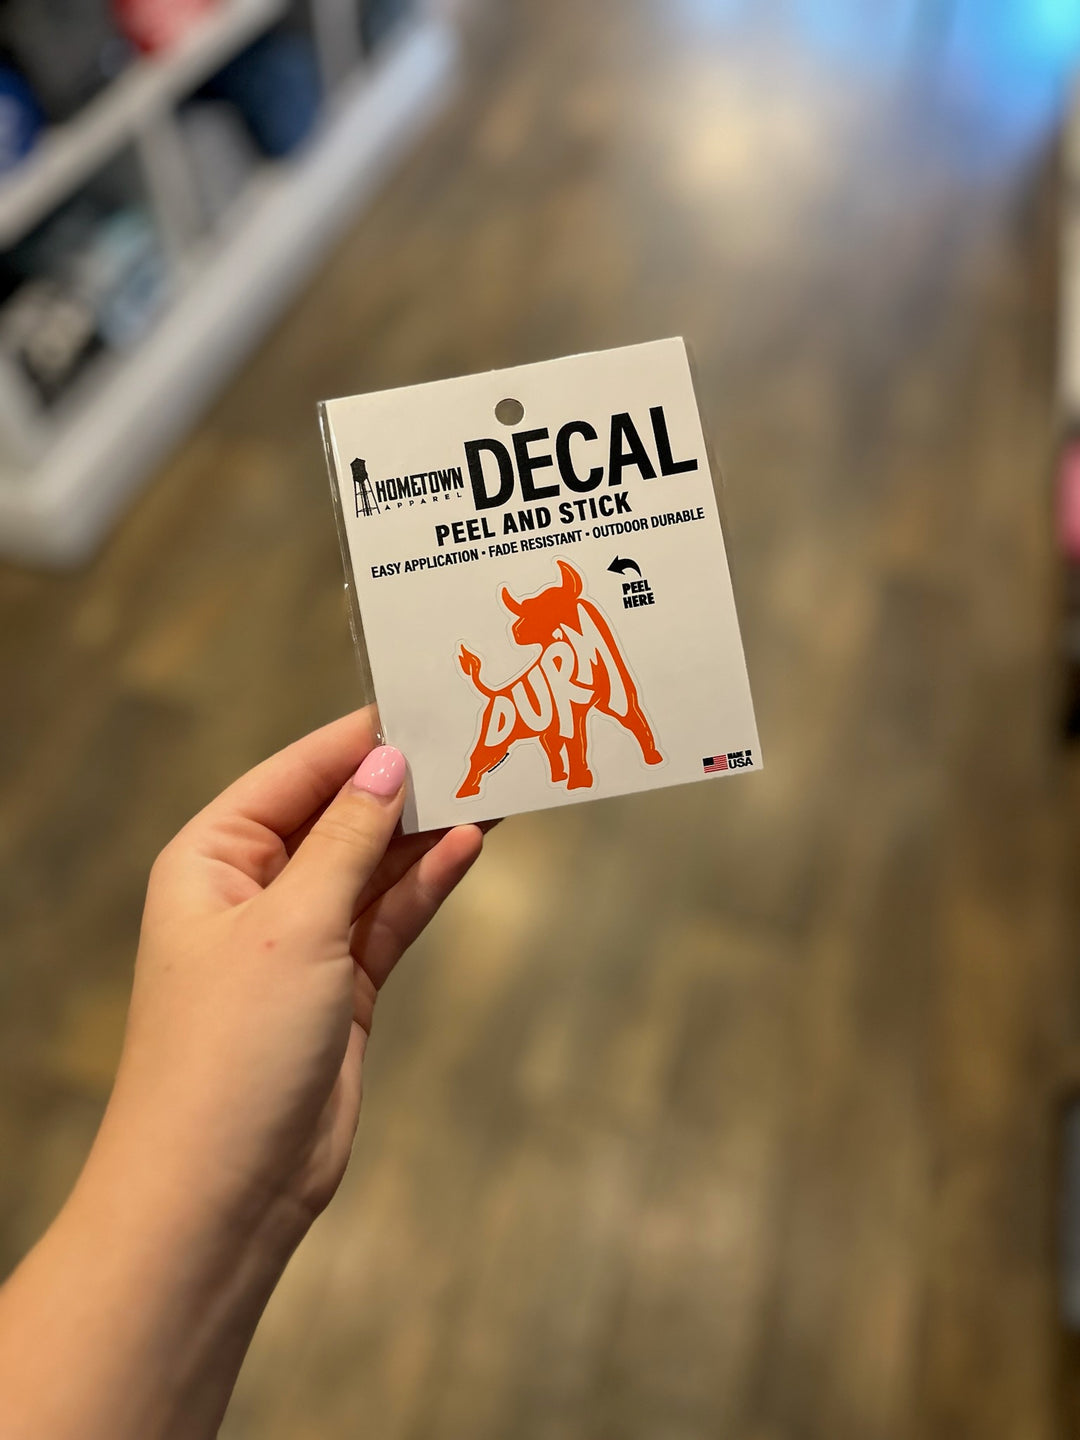 HOMETOWN
APPAREL
DECAL
PEEL AND STICK
EASY APPLICATION • FADE RESISTANT • OUTDOOR DURABLE
PEEL
HERE
DURM
MADE IN
USA